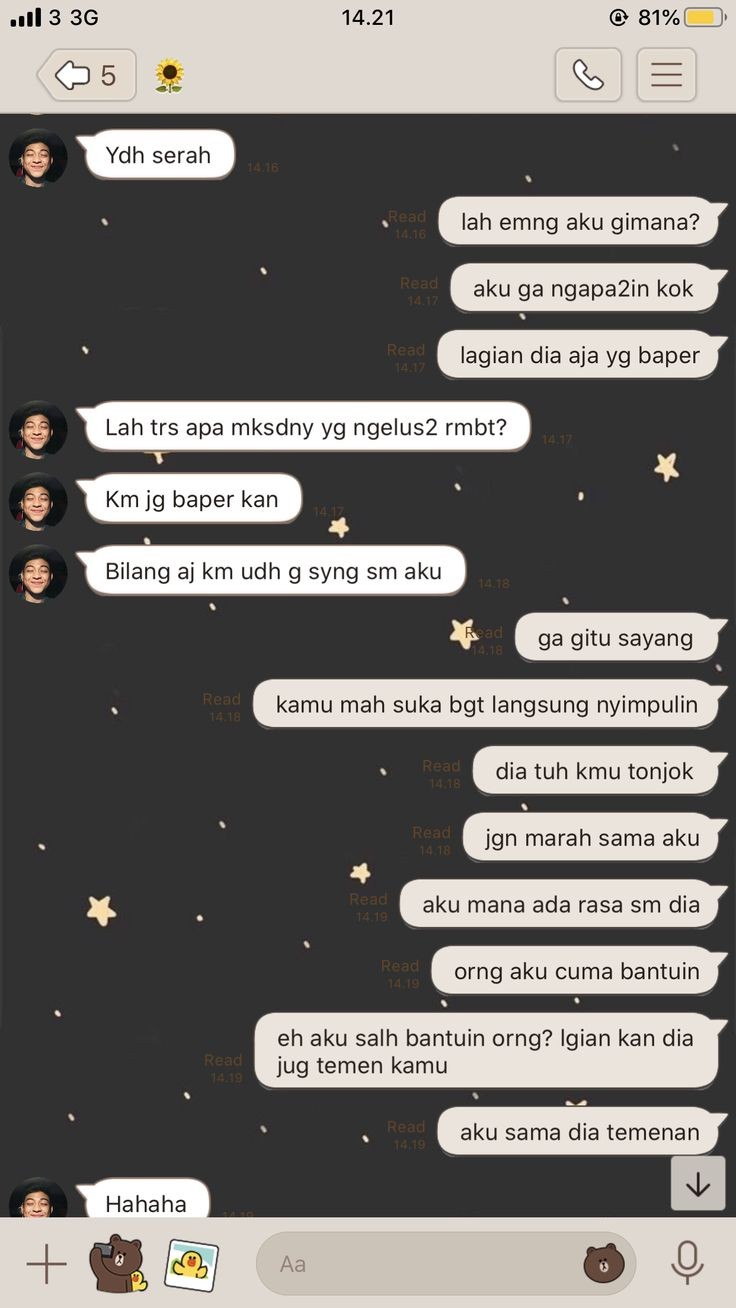 3 3G
14.21
81%
5
Ydh serah
14.16
lah emng aku gimana?
Read
14.16
aku ga ngapa2in kok
Read
14.17
lagian dia aja yg baper
Read
14.17
Lah trs apa mksdny yg ngelus2 rmbt?
14.17
Km jg baper kan
14.17
Bilang aj km udh g syng sm aku
14.18
ga gitu sayang
Read
14.18
kamu mah suka bgt langsung nyimpulin
Read
14.18
dia tuh kmu tonjok
Read
14.18
jgn marah sama aku
Read
14.18
aku mana ada rasa sm dia
Read
14.19
orng aku cuma bantuin
Read
14.19
eh aku salh bantuin orng? lgian kan dia
jug temen kamu
Read
14.19
aku sama dia temenan
Read
14.19
Hahaha
14.19
Aa